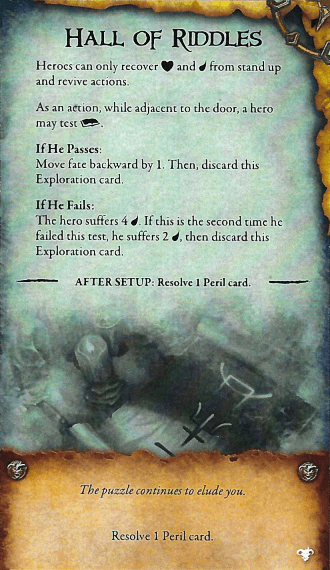 HALL OF RIDDLES
Heroes can only recover and from stand up
and revive actions.
As an action, while adjacent to the door, a hero
may test .
If He Passes:
Move fate backward by 1. Then, discard this
Exploration card.
If He Fails:
The hero suffers 4 . If this is the second time he
failed this test, he suffers 2 , then discard this
Exploration card.
AFTER SETUP: Resolve 1 Peril card.
The puzzle continues to elude you.
Resolve 1 Peril card.